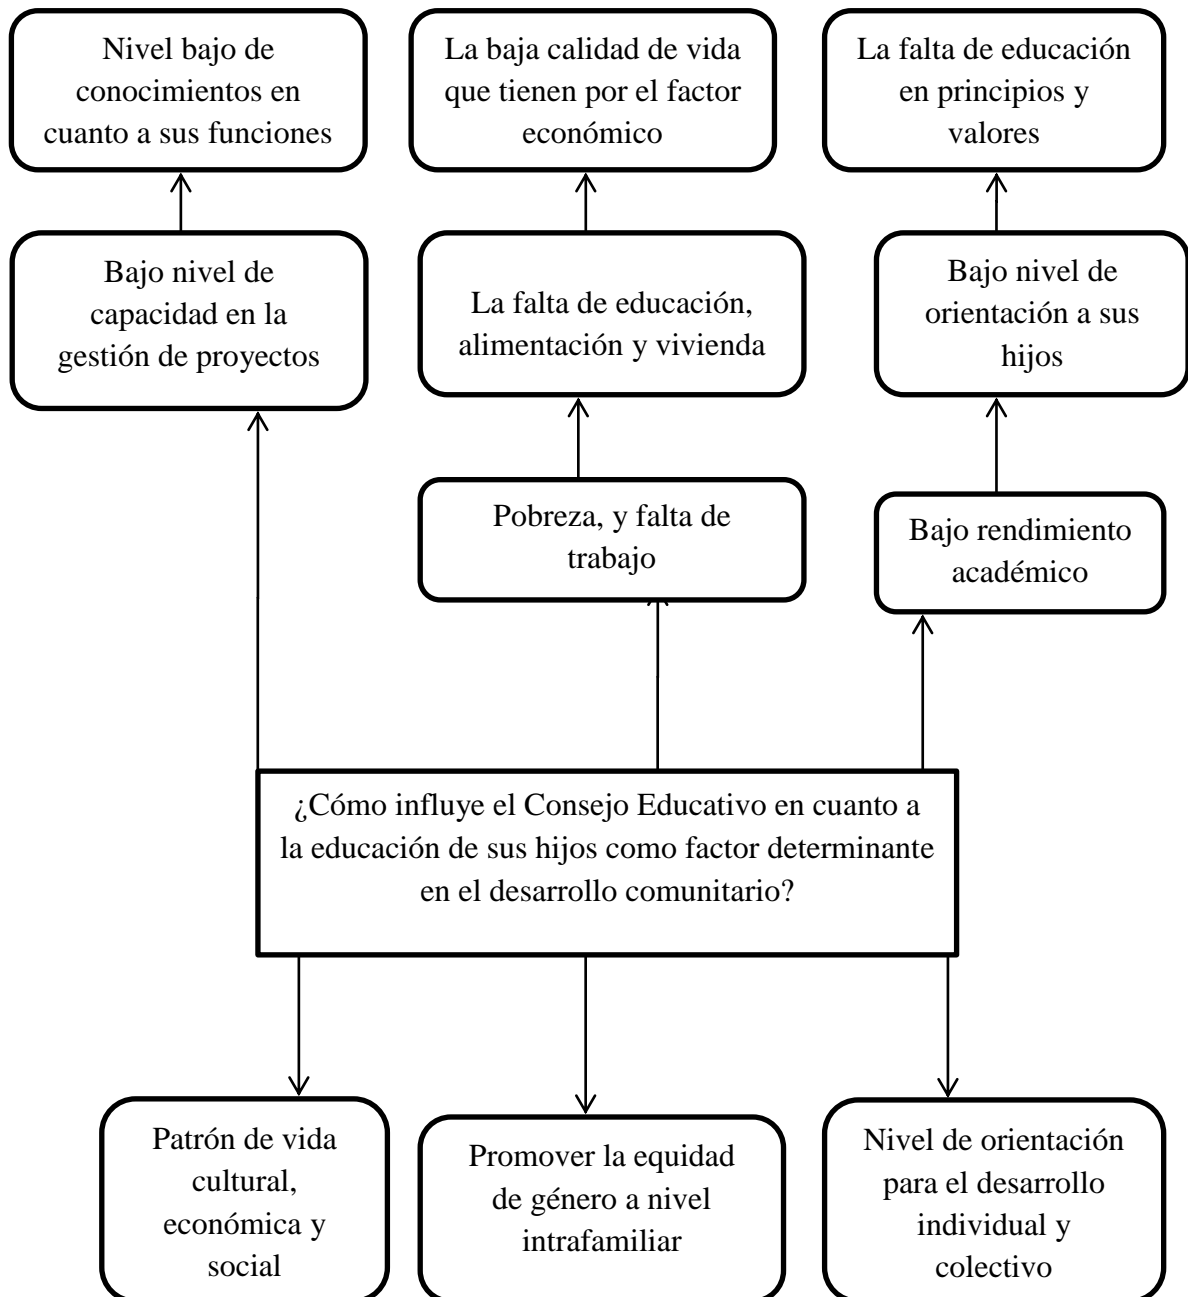 Nivel bajo de
conocimientos en
cuanto a sus funciones
La baja calidad de vida
que tienen por el factor
económico
La falta de educación
en principios y
valores
Bajo nivel de
capacidad en la
gestión de proyectos
La falta de educación,
alimentación y vivienda
Bajo nivel de
orientación a sus
hijos
Pobreza, y falta de
trabajo
Bajo rendimiento
académico
¿Cómo influye el Consejo Educativo en cuanto a
la educación de sus hijos como factor determinante
en el desarrollo comunitario?
Patrón de vida
cultural,
económica y
social
Promover la equidad
de género a nivel
intrafamiliar
Nivel de orientación
para el desarrollo
individual y
colectivo